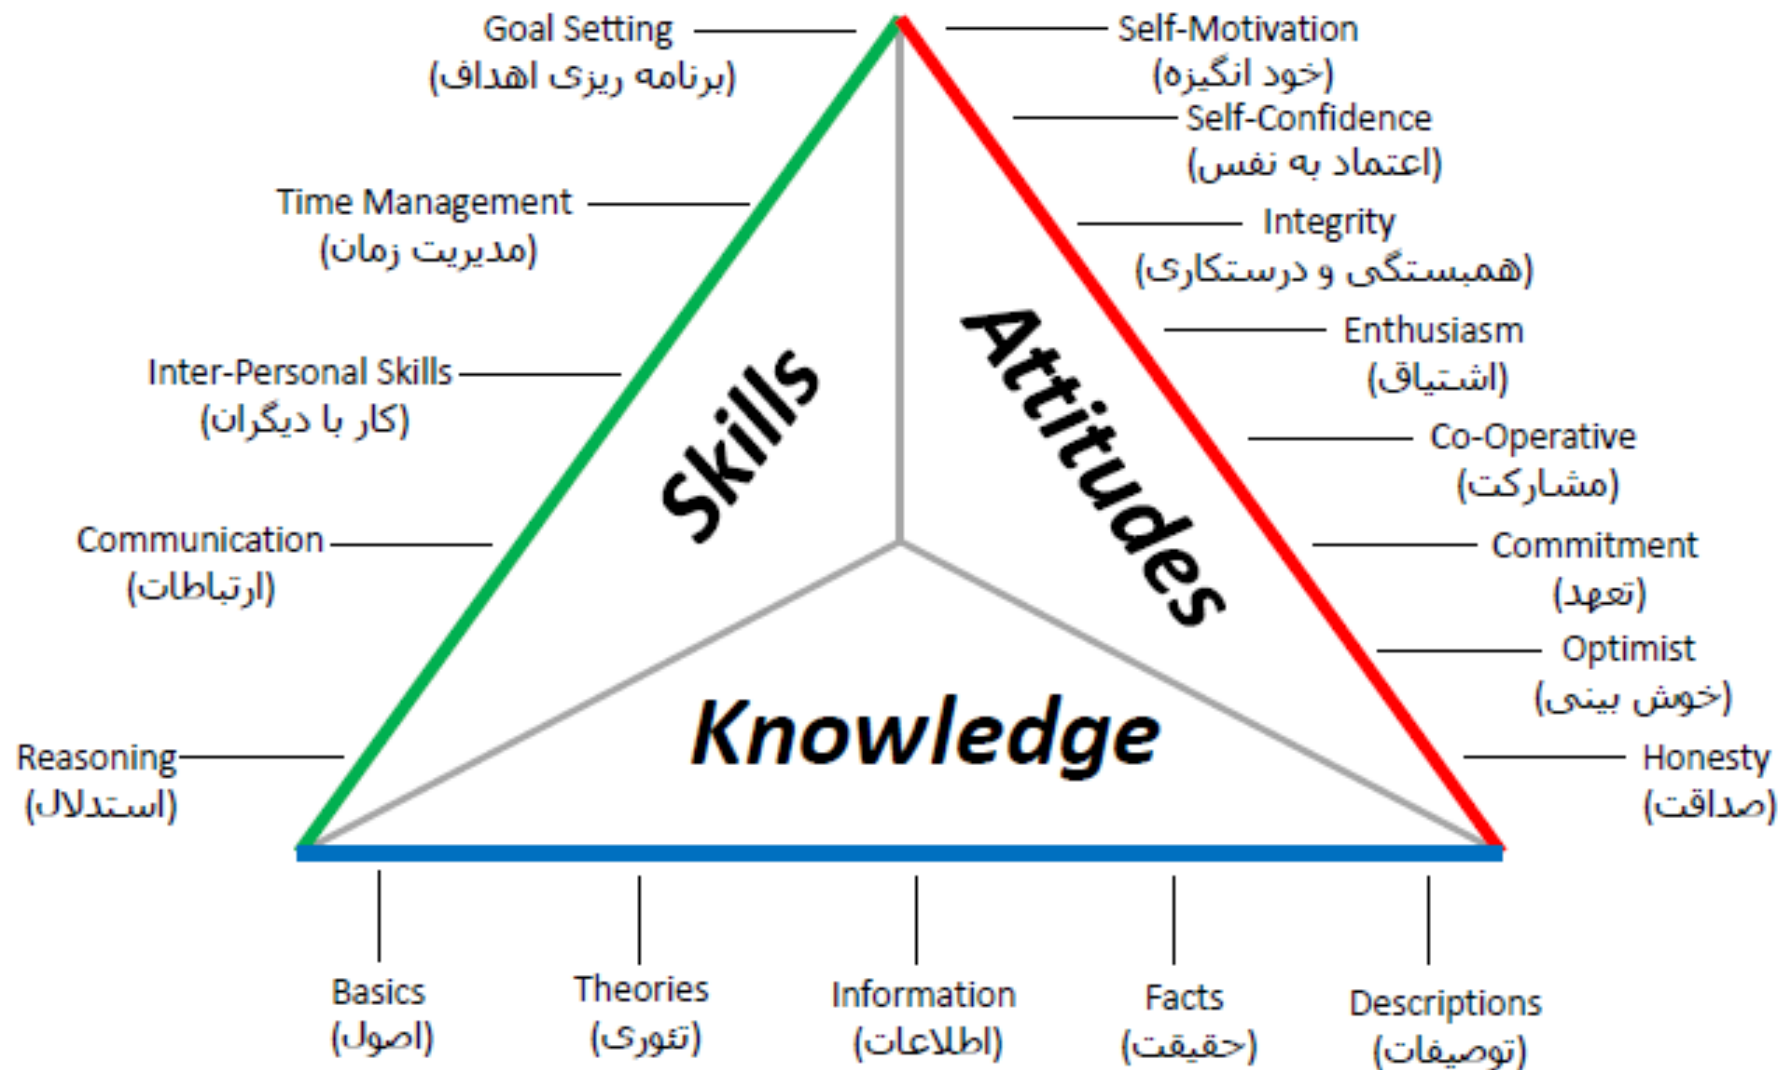 Goal Setting
(برنامه ریزی اهداف)
Time Management
(مدیریت زمان)
Inter-Personal Skills
(کار با دیگران)
Communication
(ارتباطات)
Reasoning
(استدلال)
Skills
Attitudes
Knowledge
Self-Motivation
(خود انگیزه)
Self-Confidence
(اعتماد به نفس)
Integrity
(همبستگی و درستکاری)
Enthusiasm
(اشتیاق)
Co-Operative
(مشارکت)
Commitment
(تعهد)
Optimist
(خوش بینی)
Honesty
(صداقت)
Basics
(اصول)
Theories
(تئوری)
Information
(اطلاعات)
Facts
(حقیقت)
Descriptions
(توصیفات)